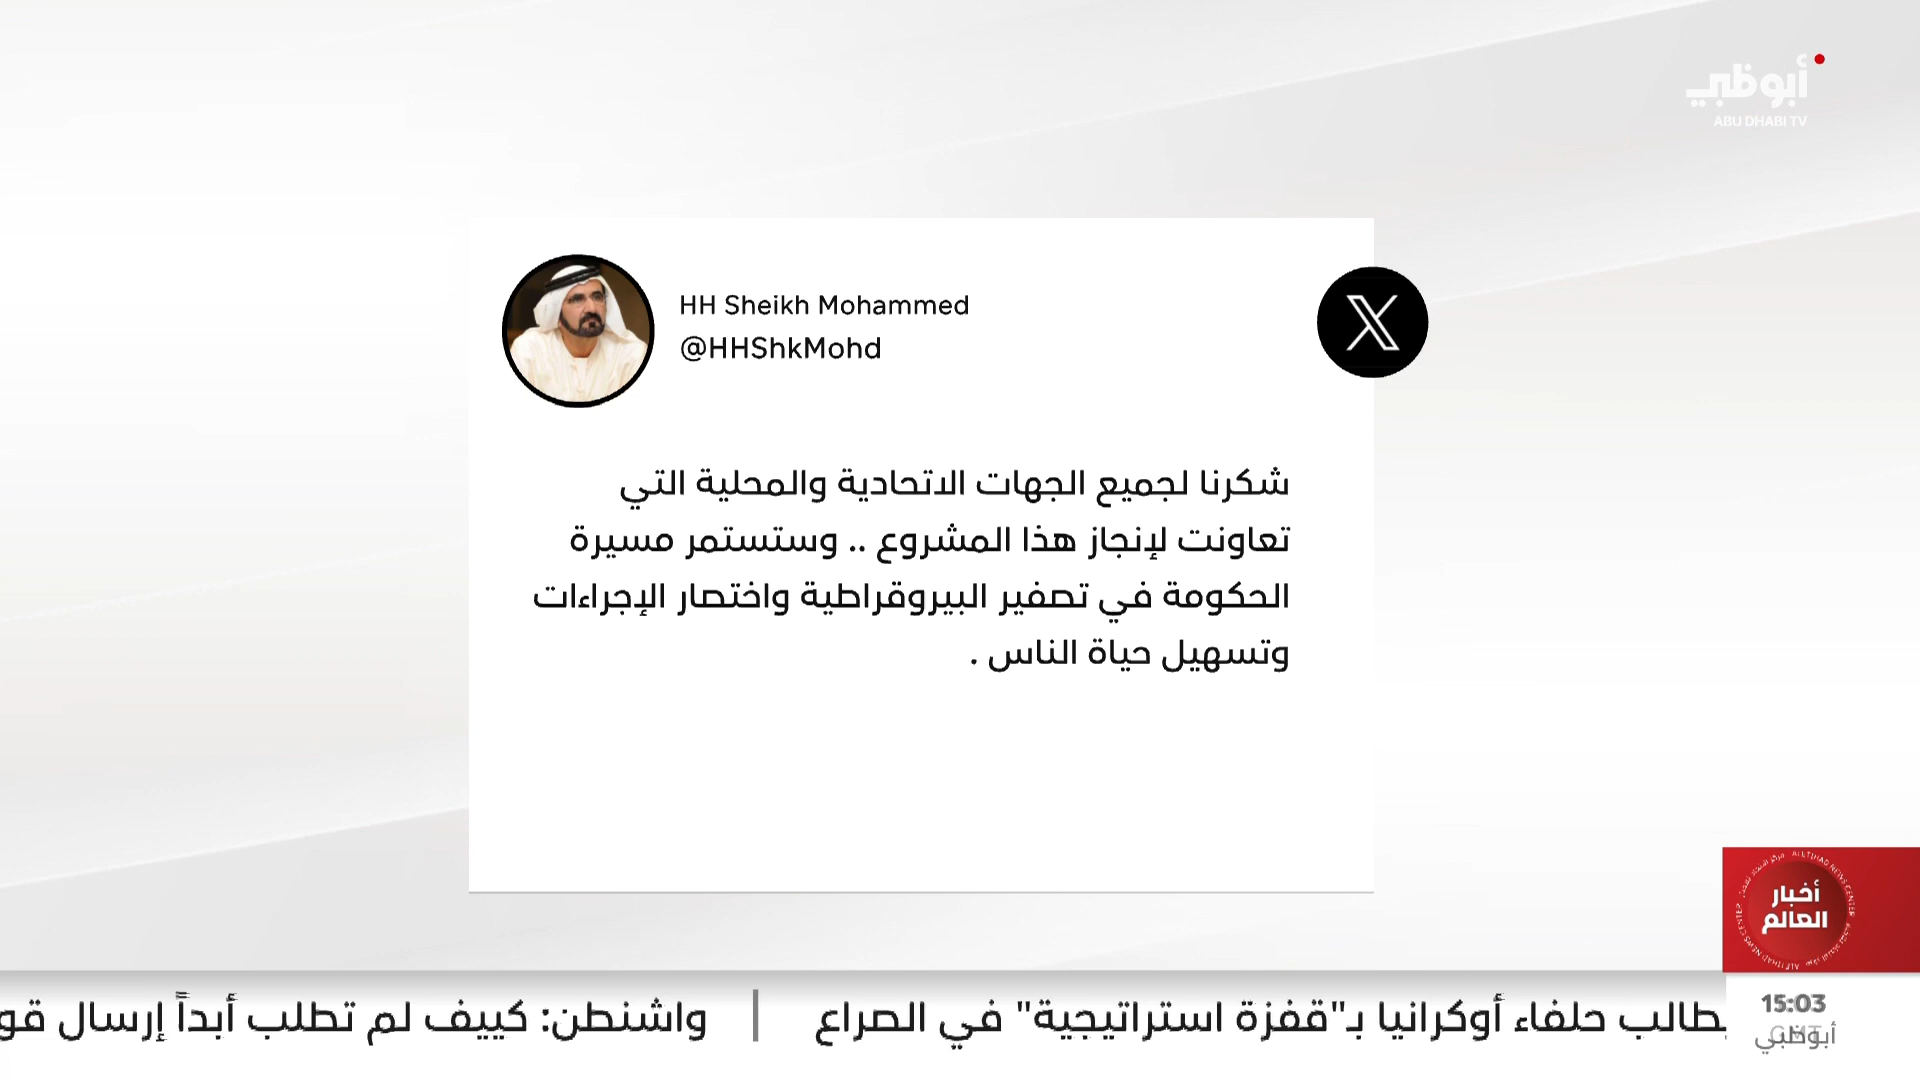 أبوظبي
ABU DHABI TV
HH Sheikh Mohammed
@HHShkMohd
شكرنا لجميع الجهات الاتحادية والمحلية التي
تعاونت لإنجاز هذا المشروع .. وستستمر مسيرة
الحكومة في تصفير البيروقراطية واختصار الإجراءات
وتسهيل حياة الناس .
أخبار
العالم
يطالب حلفاء أوكرانيا بـ"قفزة استراتيجية" في الصراع | واشنطن: كييف لم تطلب أبداً إرسال
15:03
أبوظبي